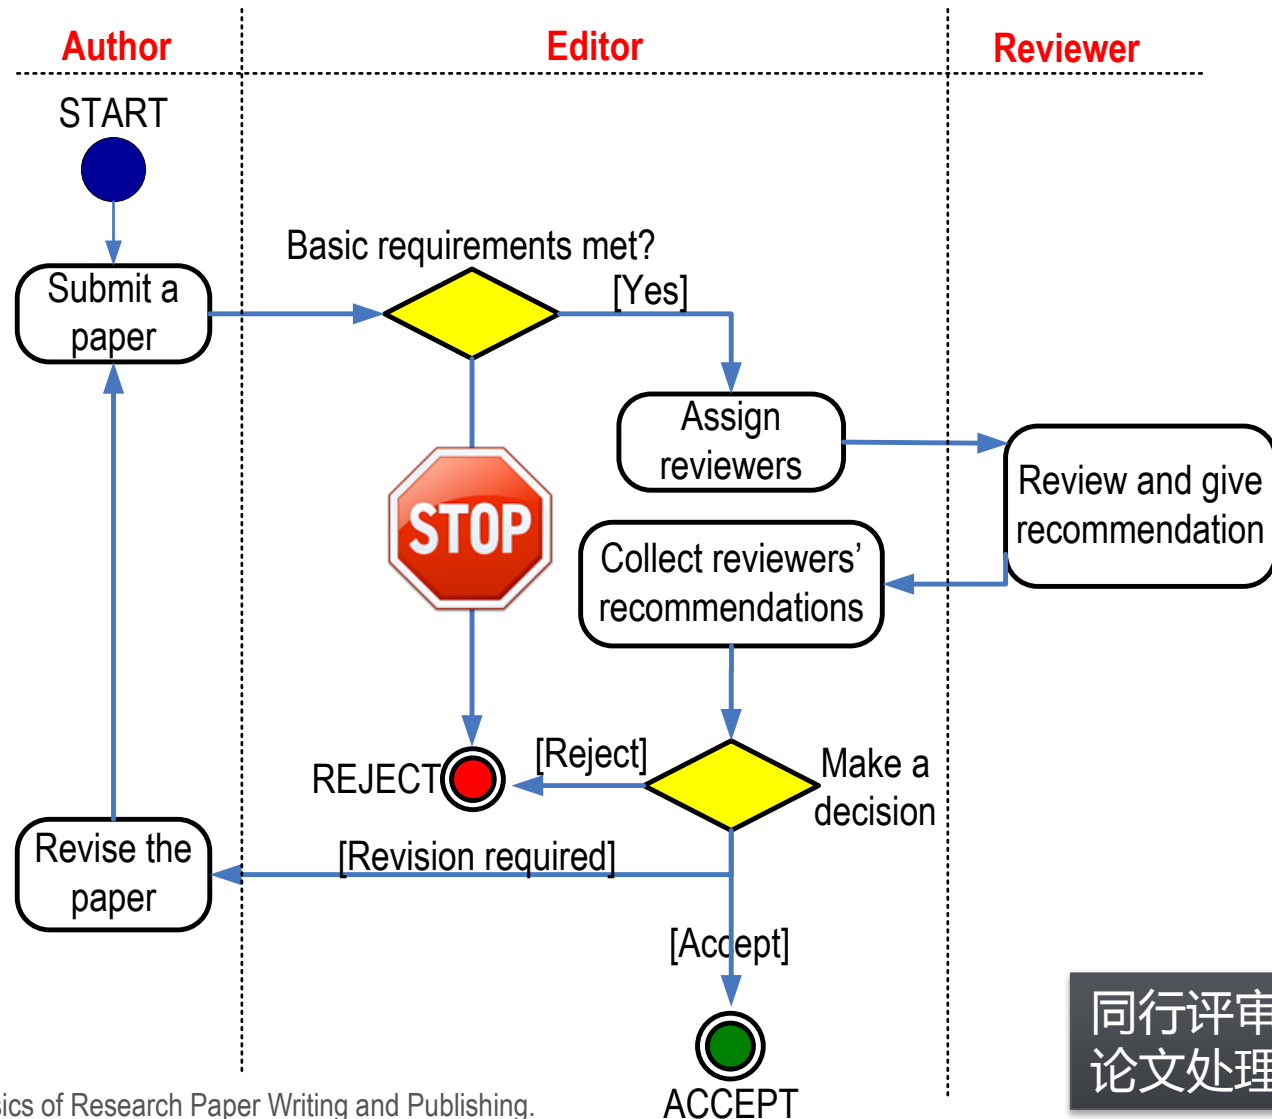 Author
Editor
Reviewer
START
Basic requirements met?
[Yes]
Submit a
paper
Assign
reviewers
Review and give
recommendation
STOP
Collect reviewers’
recommendations
[Reject]
REJECT
Make a
decision
Revise the
paper
[Revision required]
[Accept]
ACCEPT
同行评审
论文处理
of Research Paper Writing and Publishing.